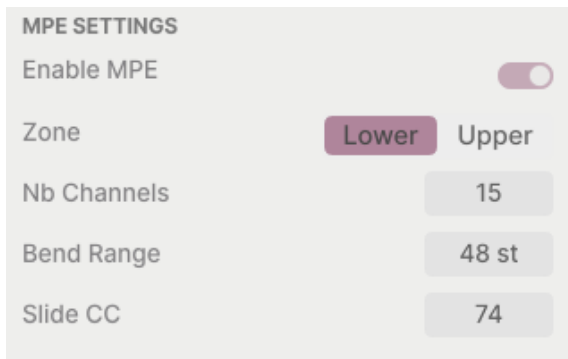 MPE SETTINGS
Enable MPE
Zone Lower Upper
Nb Channels 15
Bend Range 48 st
Slide CC 74